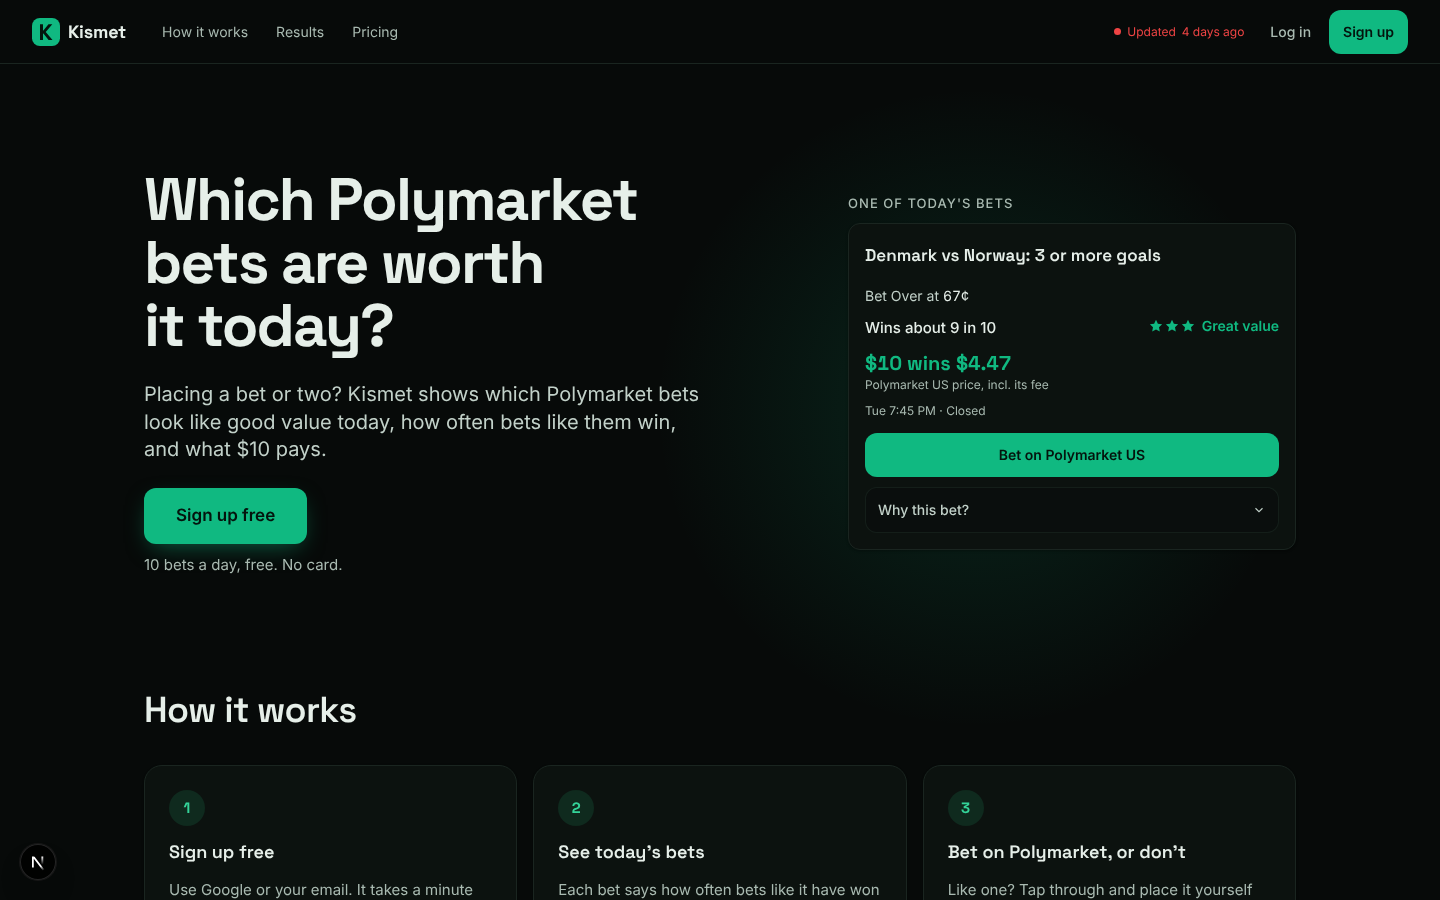 K Kismet
How it works
Results
Pricing
Updated 4 days ago
Log in
Sign up
Which Polymarket
bets are worth
it today?
Placing a bet or two? Kismet shows which Polymarket bets
look like good value today, how often bets like them win,
and what $10 pays.
Sign up free
10 bets a day, free. No card.
ONE OF TODAY'S BETS
Denmark vs Norway: 3 or more goals
Bet Over at 67¢
Wins about 9 in 10
★★★ Great value
$10 wins $4.47
Polymarket US price, incl. its fee
Tue 7:45 PM · Closed
Bet on Polymarket US
Why this bet?
How it works
1
Sign up free
Use Google or your email. It takes a minute
2
See today’s bets
Each bet says how often bets like it have won
3
Bet on Polymarket, or don’t
Like one? Tap through and place it yourself
N